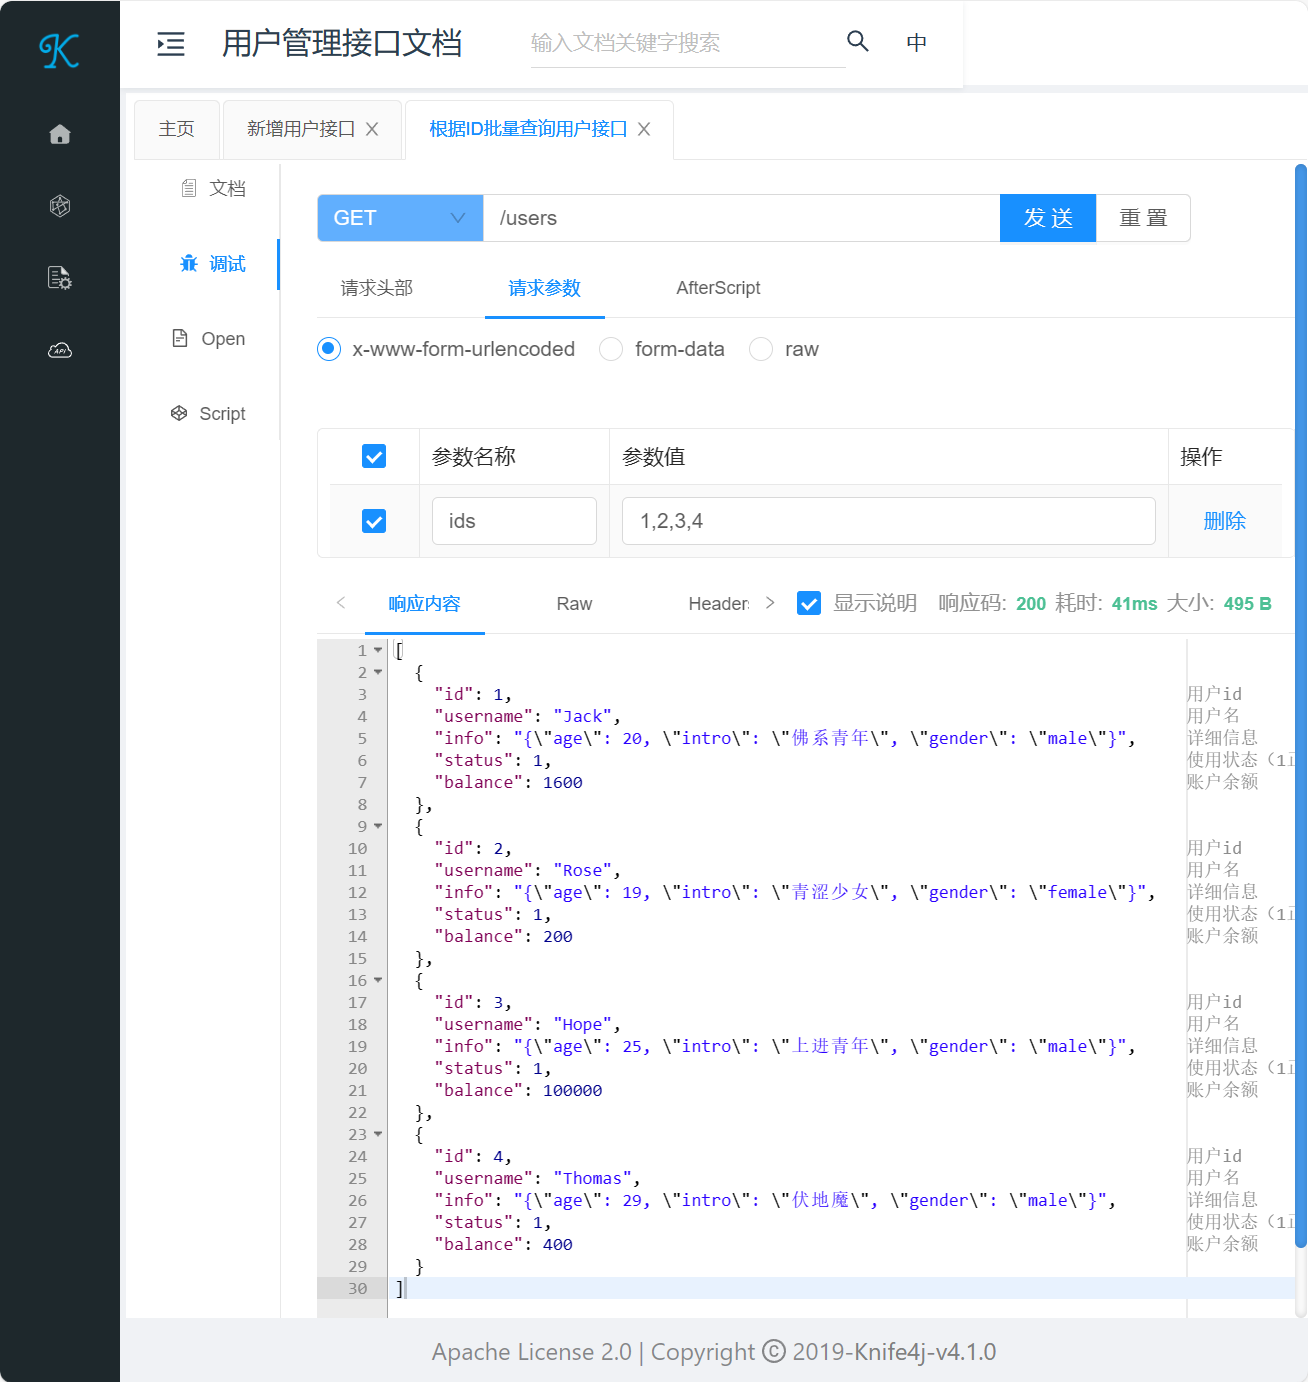 用户管理接口文档
输入文档关键字搜索
中
主页
新增用户接口
根据ID批量查询用户接口
文档
调试
Open
Script
GET
/users
发 送
重 置
请求头部
请求参数
AfterScript
x-www-form-urlencoded
form-data
raw
参数名称
参数值
操作
ids
1,2,3,4
删除
响应内容
Raw
Header
显示说明
响应码: 200 耗时: 41ms 大小: 495 B
1 [
2 {
3 "id": 1, 用户id
4 "username": "Jack", 用户名
5 "info": "{\"age\": 20, \"intro\": \"佛系青年\", \"gender\": \"male\"}", 详细信息
6 "status": 1, 使用状态（1
7 "balance": 1600 账户余额
8 },
9 {
10 "id": 2, 用户id
11 "username": "Rose", 用户名
12 "info": "{\"age\": 19, \"intro\": \"青涩少女\", \"gender\": \"female\"}", 详细信息
13 "status": 1, 使用状态（1
14 "balance": 200 账户余额
15 },
16 {
17 "id": 3, 用户id
18 "username": "Hope", 用户名
19 "info": "{\"age\": 25, \"intro\": \"上进青年\", \"gender\": \"male\"}", 详细信息
20 "status": 1, 使用状态（1
21 "balance": 100000 账户余额
22 },
23 {
24 "id": 4, 用户id
25 "username": "Thomas", 用户名
26 "info": "{\"age\": 29, \"intro\": \"伏地魔\", \"gender\": \"male\"}", 详细信息
27 "status": 1, 使用状态（1
28 "balance": 400 账户余额
29 }
30 ]
Apache License 2.0 | Copyright © 2019-Knife4j-v4.1.0